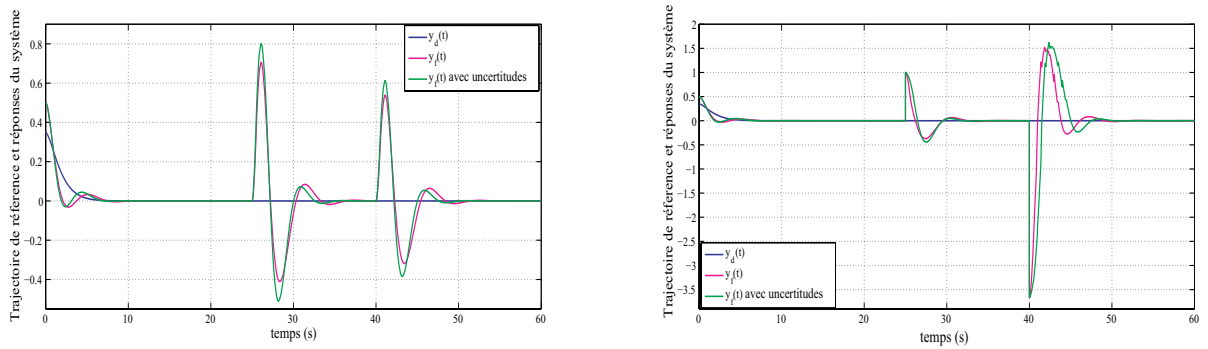 Trajectoire de réference et réponses du système
0.8
0.6
0.4
0.2
0
−0.2
−0.4
0 10 20 30 40 50 60
temps (s)
y_d(t)
y_f(t)
y_f(t) avec uncertitudes
Trajectoire de réference et réponses du système
2
1.5
1
0.5
0
−0.5
−1
−1.5
−2
−2.5
−3
−3.5
0 10 20 30 40 50 60
temps (s)
y_d(t)
y_f(t)
y_f(t) avec uncertitudes